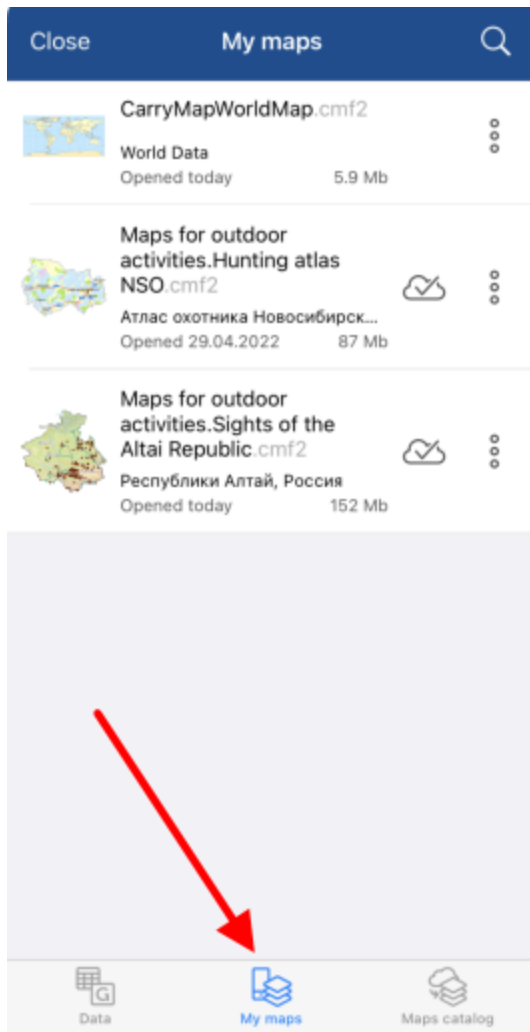 Close My maps
CarryMapWorldMap.cmf2
World Data
Opened today 5.9 Mb
Maps for outdoor
activities.Hunting atlas
NSO.cmf2
Атлас охотника Новосибирск...
Opened 29.04.2022 87 Mb
Maps for outdoor
activities.Sights of the
Altai Republic.cmf2
Республики Алтай, Россия
Opened today 152 Mb
G
Data My maps Maps catalog